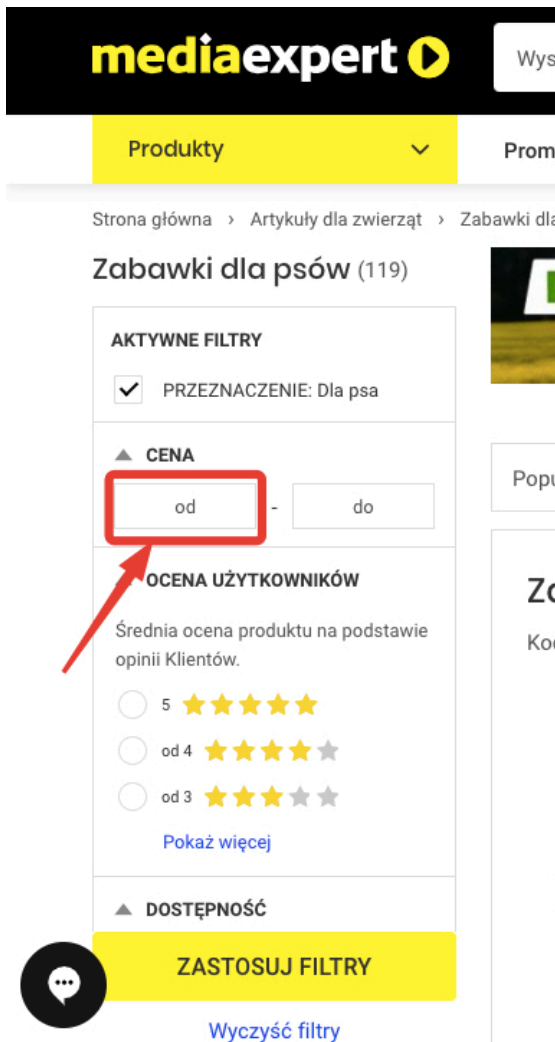 mediaexpert
Wys
Produkty
Prom
Strona główna › Artykuły dla zwierząt › Zabawki dla
Zabawki dla psów (119)
AKTYWNE FILTRY
PRZEZNACZENIE: Dla psa
CENA
od - do
Popu
OCENA UŻYTKOWNIKÓW
Średnia ocena produktu na podstawie
opinii Klientów.
Za
Ko
5
od 4
od 3
Pokaż więcej
DOSTĘPNOŚĆ
ZASTOSUJ FILTRY
Wyczyść filtry